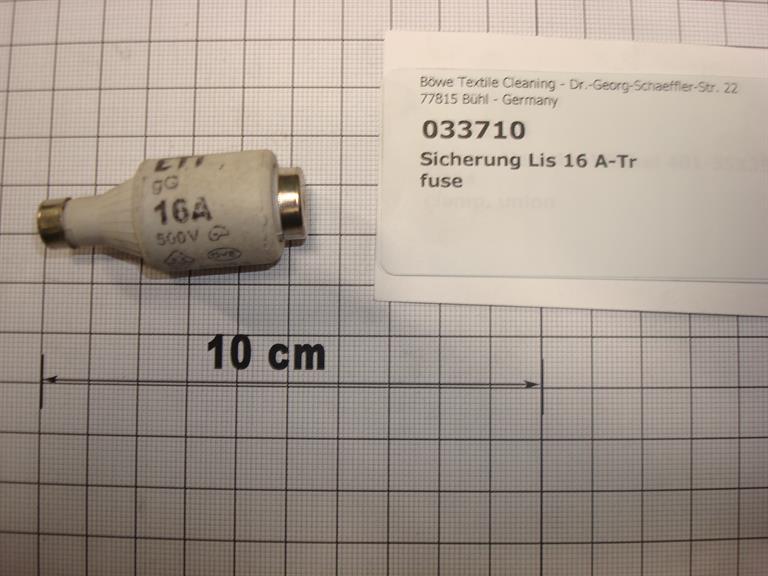 ETI
gG
16A
500V
Böwe Textile Cleaning - Dr.-Georg-Schaeffler-Str. 22
77815 Bühl - Germany
033710
Sicherung Lis 16 A-Tr
fuse
10 cm